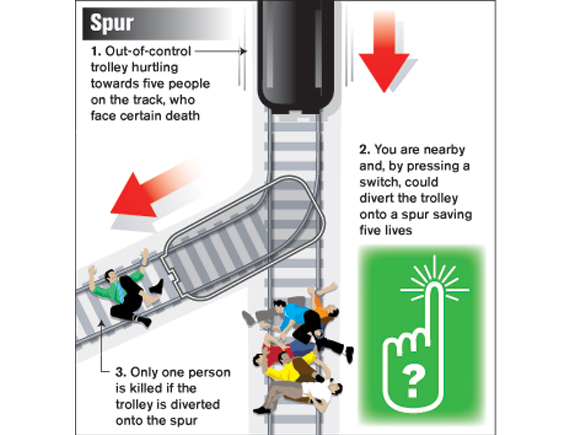 Spur
1. Out-of-control
trolley hurtling
towards five people
on the track, who
face certain death
2. You are nearby
and, by pressing a
switch, could
divert the trolley
onto a spur saving
five lives
?
3. Only one person
is killed if the
trolley is diverted
onto the spur